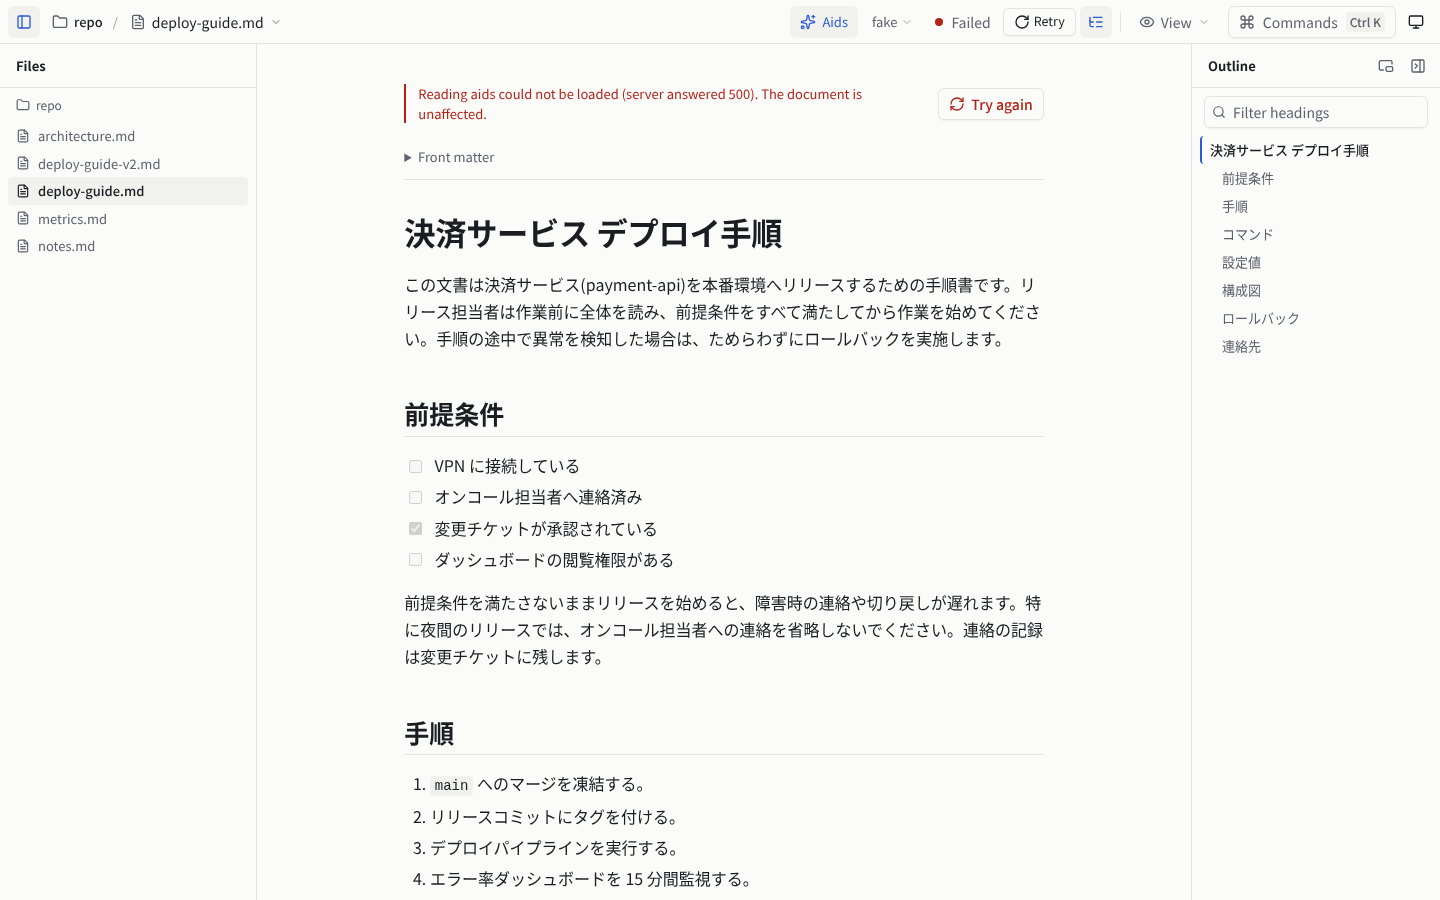 repo / deploy-guide.md
Aids
fake
Failed
Retry
View
Commands Ctrl K
Files
repo
architecture.md
deploy-guide-v2.md
deploy-guide.md
metrics.md
notes.md
Reading aids could not be loaded (server answered 500). The document is
unaffected.
Try again
Front matter
決済サービス デプロイ手順
この文書は決済サービス(payment-api)を本番環境へリリースするための手順書です。リ
リース担当者は作業前に全体を読み、前提条件をすべて満たしてから作業を始めてくださ
い。手順の途中で異常を検知した場合は、ためらわずにロールバックを実施します。
前提条件
VPN に接続している
オンコール担当者へ連絡済み
変更チケットが承認されている
ダッシュボードの閲覧権限がある
前提条件を満たさないままリリースを始めると、障害時の連絡や切り戻しが遅れます。特
に夜間のリリースでは、オンコール担当者への連絡を省略しないでください。連絡の記録
は変更チケットに残します。
手順
1. main へのマージを凍結する。
2. リリースコミットにタグを付ける。
3. デプロイパイプラインを実行する。
4. エラー率ダッシュボードを 15 分間監視する。
Outline
Filter headings
決済サービス デプロイ手順
前提条件
手順
コマンド
設定値
構成図
ロールバック
連絡先